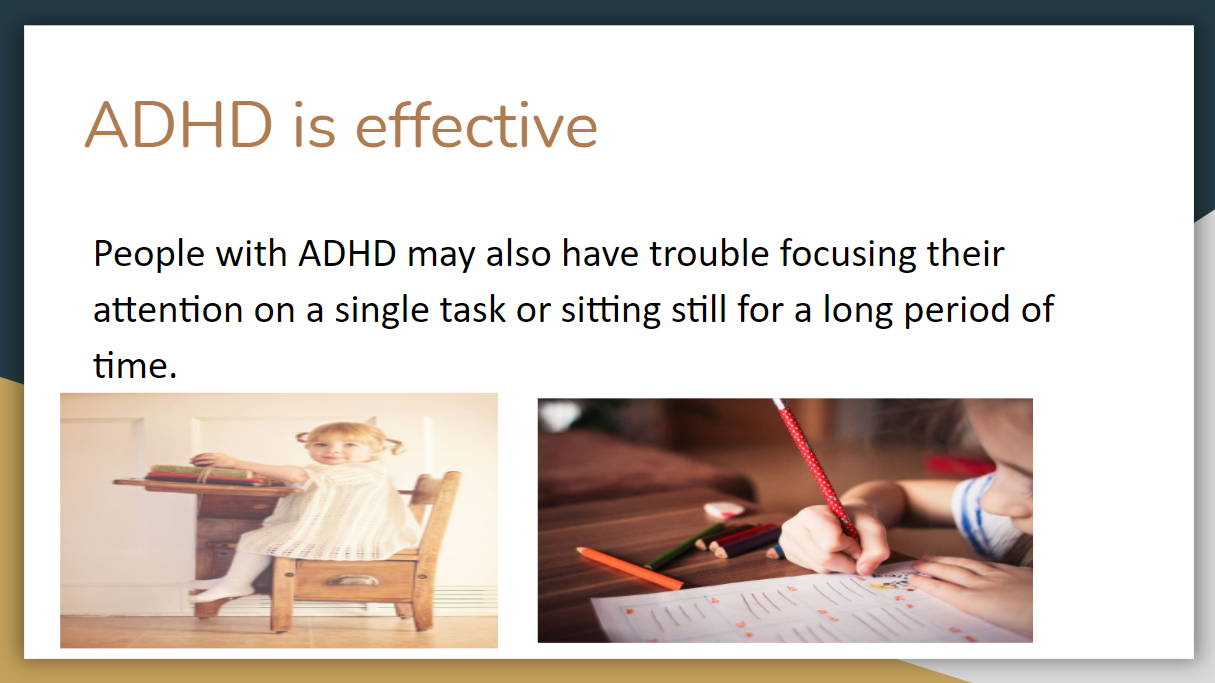 ADHD is effective
People with ADHD may also have trouble focusing their
attention on a single task or sitting still for a long period of
time.